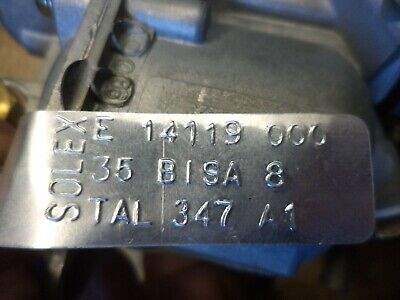 SOLEX
E 14119 000
35 BISA 8
TAL 347 A1